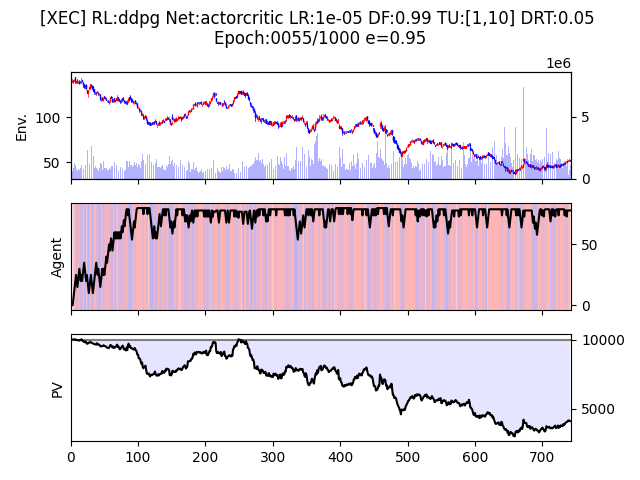 [XEC] RL:ddpg Net:actorcritic LR:1e-05 DF:0.99 TU:[1,10] DRT:0.05
Epoch:0055/1000 e=0.95
1e6
Env.
100
50
5
0
Agent
50
0
PV
10000
5000
0 100 200 300 400 500 600 700